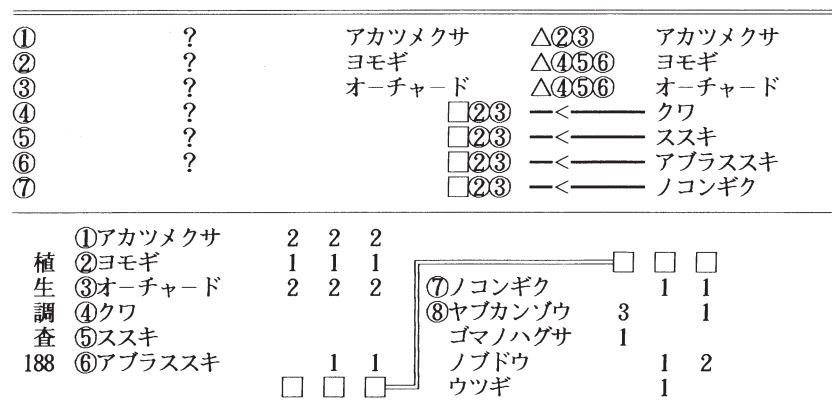 ① ? アカツメクサ △②③ アカツメクサ
② ? ヨモギ △④⑤⑥ ヨモギ
③ ? オーチャード △④⑤⑥ オーチャード
④ ? □②③ ―<――― クワ
⑤ ? □②③ ―<――― ススキ
⑥ ? □②③ ―<――― アブラススキ
⑦ □②③ ―<――― ノコンギク
植生調査188
①アカツメクサ 2 2 2
②ヨモギ 1 1 1
③オーチャード 2 2 2
④クワ
⑤ススキ
⑥アブラススキ 1 1
□ □ □
□ □ □
⑦ノコンギク 1 1
⑧ヤブカンゾウ 3 1
ゴマノハグサ 1
ノブドウ 1 2
ウツギ 1